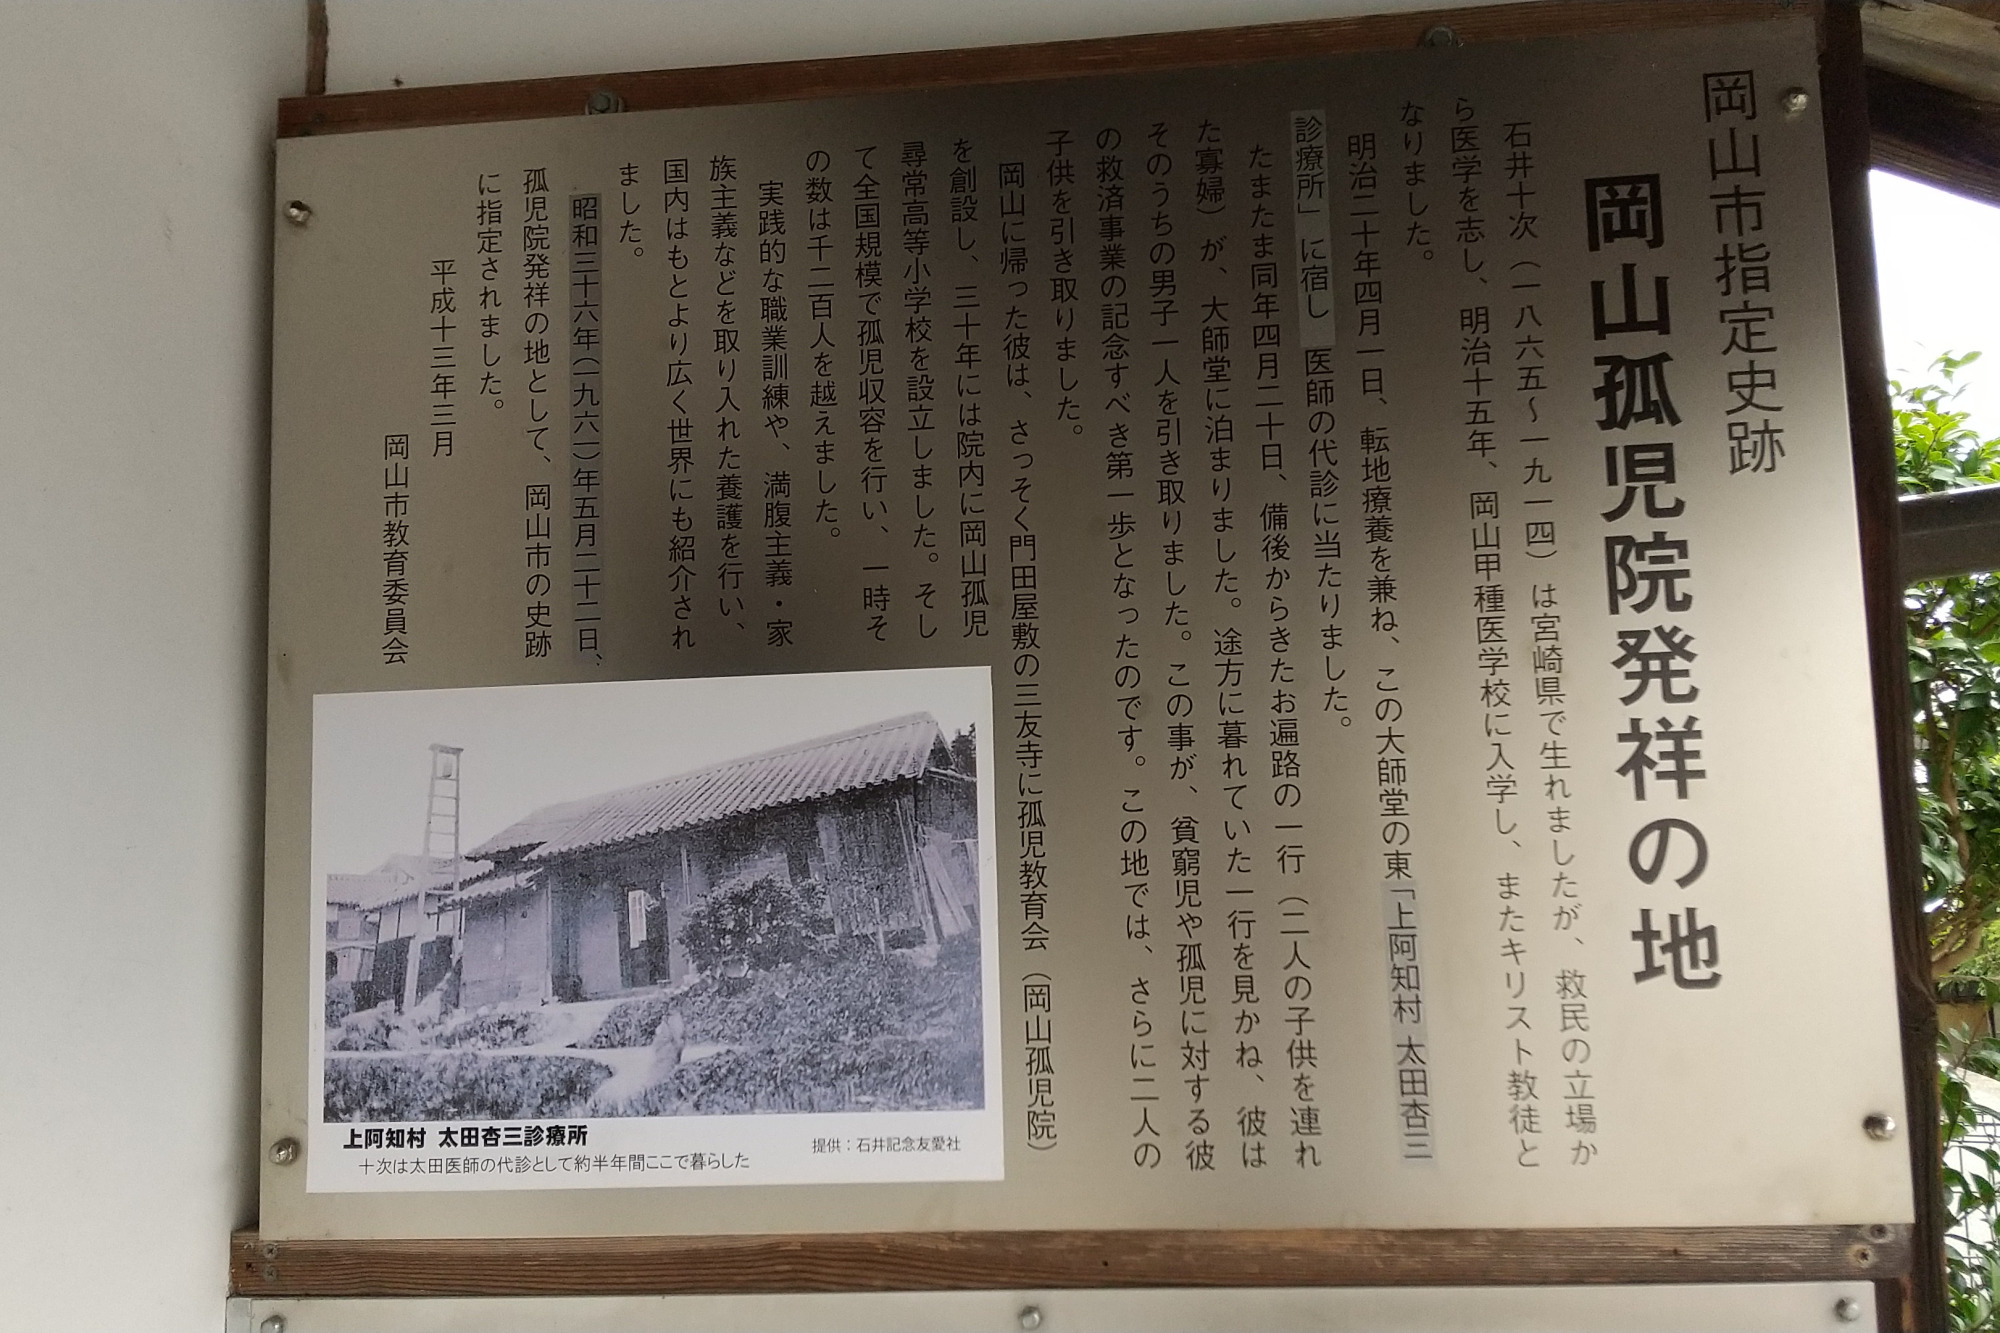 岡山市指定史跡
岡山孤児院発祥の地
石井十次（一八六五〜一九一四）は宮崎県で生れましたが、救民の立場か
ら医学を志し、明治十五年、岡山甲種医学校に入学し、またキリスト教徒と
なりました。
明治二十年四月一日、転地療養を兼ね、この大師堂の東「上阿知村 太田杏三
診療所」に宿し 医師の代診に当たりました。
たまたま同年四月二十日、備後からきたお遍路の一行（二人の子供を連れ
た寡婦）が、大師堂に泊まりました。途方に暮れていた一行を見かね、彼は
そのうちの男子一人を引き取りました。この事が、貧窮児や孤児に対する彼
の救済事業の記念すべき第一歩となったのです。この地では、さらに二人の
子供を引き取りました。
岡山に帰った彼は、さっそく門田屋敷の三友寺に孤児教育会（岡山孤児院）
を創設し、三十年には院内に岡山孤児
尋常高等小学校を設立しました。そし
て全国規模で孤児収容を行い、一時そ
の数は千二百人を越えました。
実践的な職業訓練や、満腹主義・家
族主義などを取り入れた養護を行い、
国内はもとより広く世界にも紹介され
ました。
昭和三十六年（一九六一）年五月二十二日、
孤児院発祥の地として、岡山市の史跡
に指定されました。
平成十三年三月
岡山市教育委員会
上阿知村 太田杏三診療所
十次は太田医師の代診として約半年間ここで暮らした
提供：石井記念友愛社